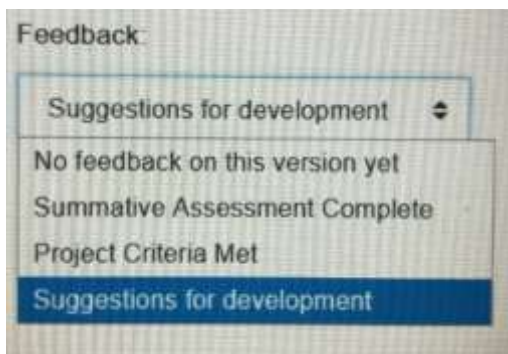 Feedback:
Suggestions for development
No feedback on this version yet
Summative Assessment Complete
Project Criteria Met
Suggestions for development